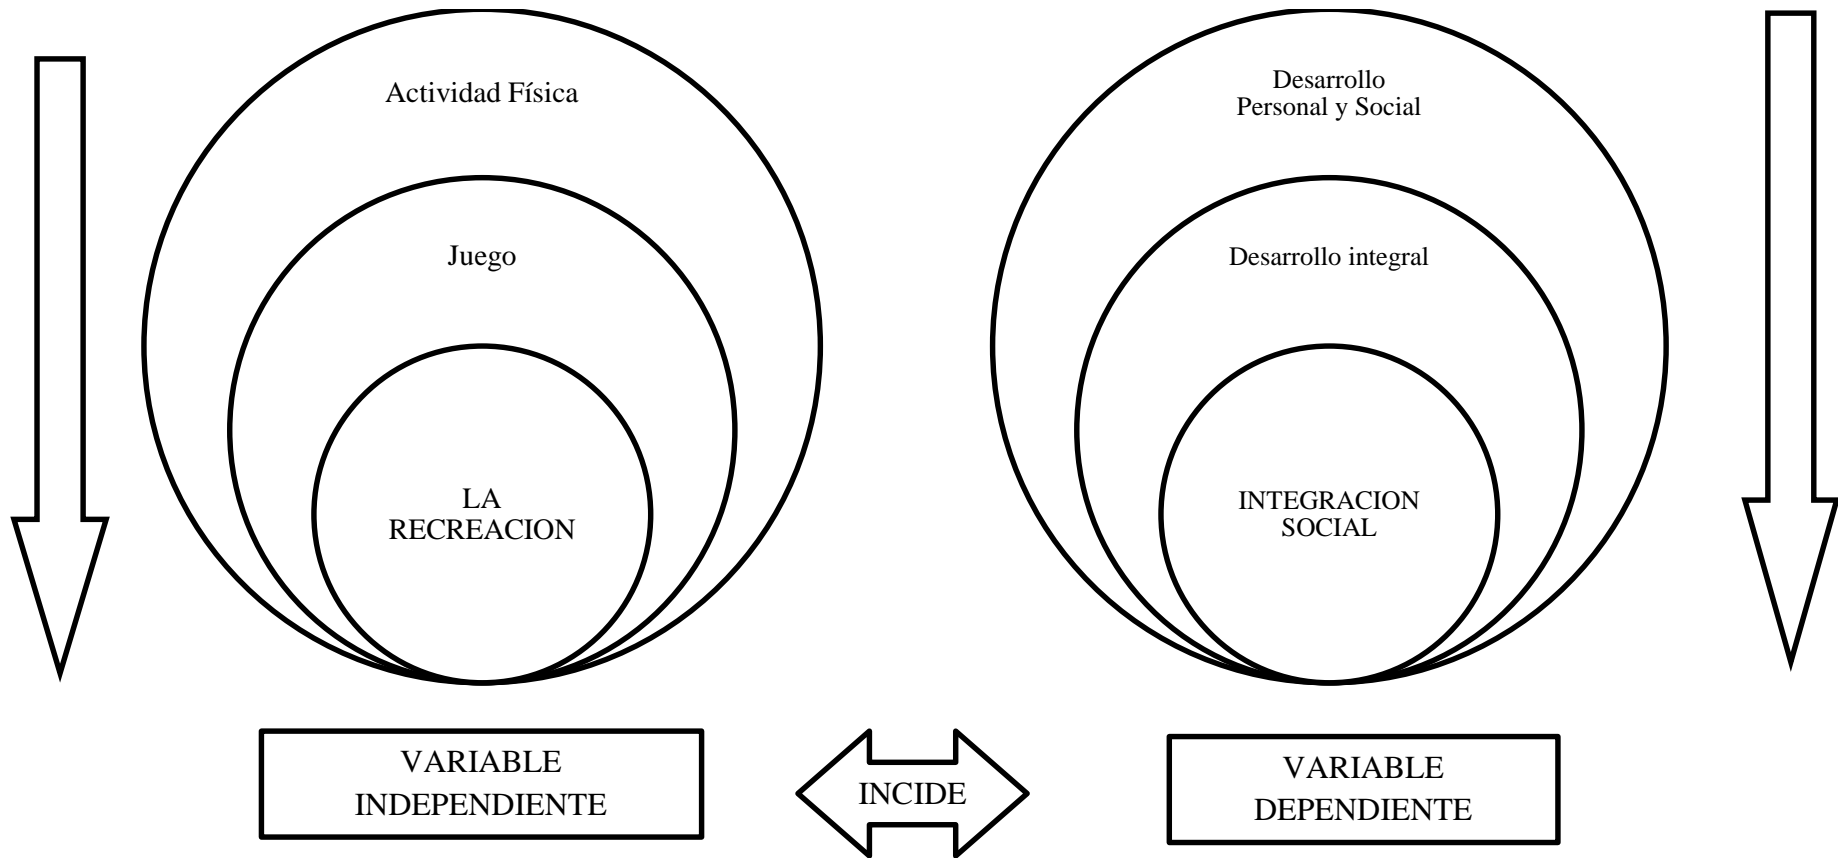 Actividad Física
Juego
LA
RECREACION
Desarrollo
Personal y Social
Desarrollo integral
INTEGRACION
SOCIAL
VARIABLE
INDEPENDIENTE
INCIDE
VARIABLE
DEPENDIENTE